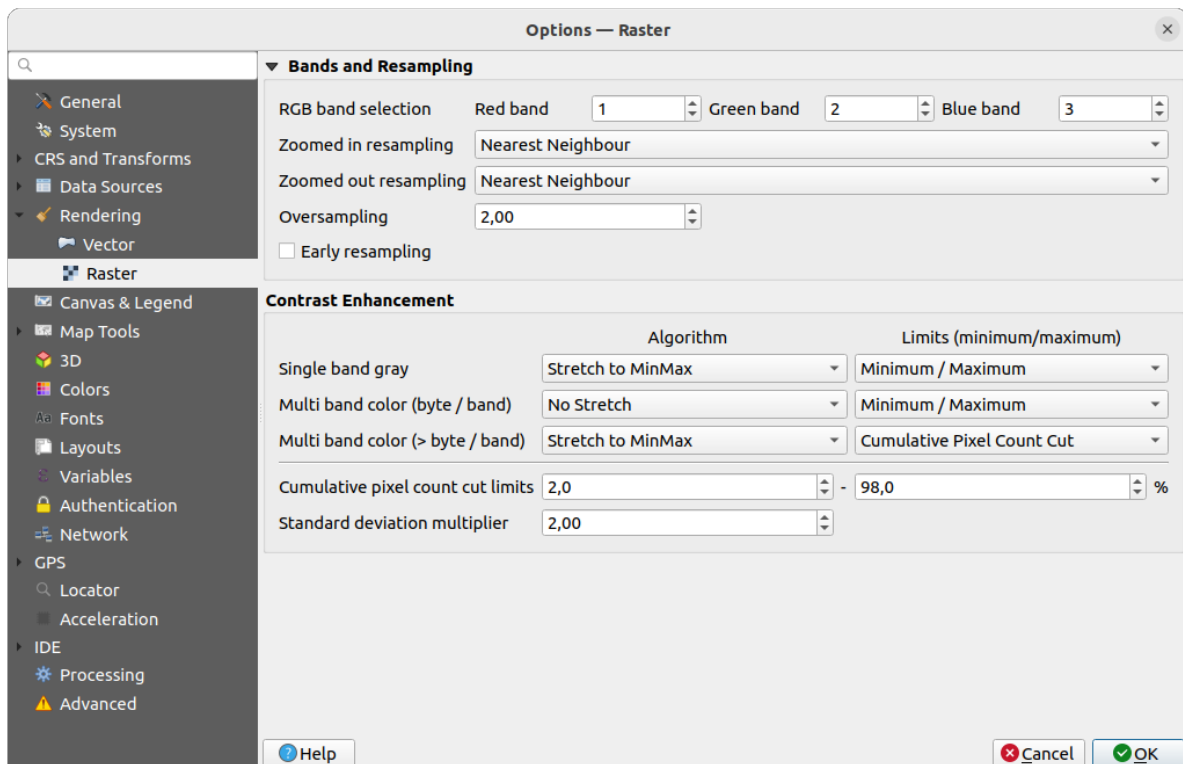 Options — Raster
General
System
CRS and Transforms
Data Sources
Rendering
Vector
Raster
Canvas & Legend
Map Tools
3D
Colors
Fonts
Layouts
Variables
Authentication
Network
GPS
Locator
Acceleration
IDE
Processing
Advanced
Bands and Resampling
RGB band selection Red band 1 Green band 2 Blue band 3
Zoomed in resampling Nearest Neighbour
Zoomed out resampling Nearest Neighbour
Oversampling 2,00
Early resampling
Contrast Enhancement
Algorithm Limits (minimum/maximum)
Single band gray Stretch to MinMax Minimum / Maximum
Multi band color (byte / band) No Stretch Minimum / Maximum
Multi band color (> byte / band) Stretch to MinMax Cumulative Pixel Count Cut
Cumulative pixel count cut limits 2,0 - 98,0 %
Standard deviation multiplier 2,00
Help Cancel OK